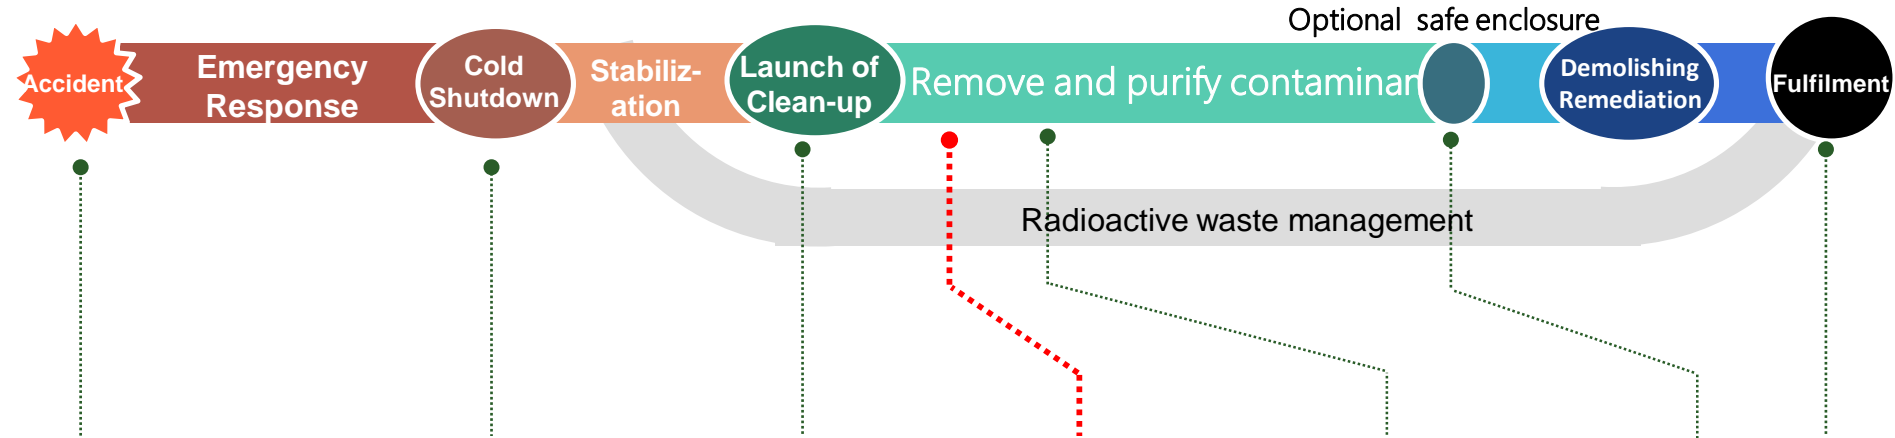 Optional safe enclosure
Accident
Emergency
Response
Cold
Shutdown
Stabiliz-
ation
Launch of
Clean-up
Remove and purify contaminan
Demolishing
Remediation
Fulfilment
Radioactive waste management